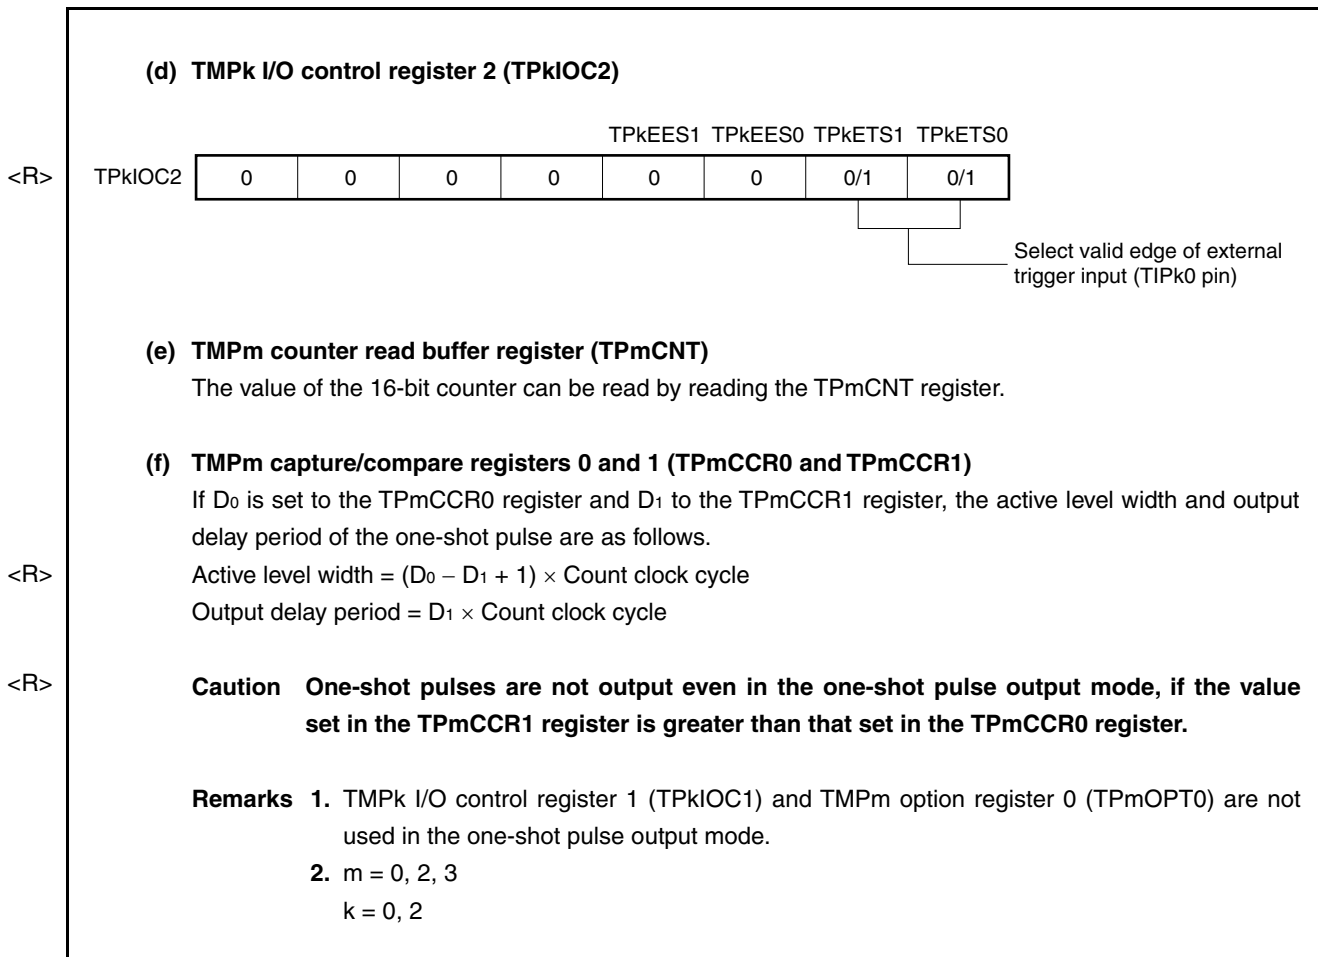 (d) TMPk I/O control register 2 (TPkIOC2)
TPkEES1 TPkEES0 TPkETS1 TPkETS0
<R> TPkIOC2 0 0 0 0 0 0 0/1 0/1
Select valid edge of external
trigger input (TIPk0 pin)
(e) TMPm counter read buffer register (TPmCNT)
The value of the 16-bit counter can be read by reading the TPmCNT register.
(f) TMPm capture/compare registers 0 and 1 (TPmCCR0 and TPmCCR1)
If D0 is set to the TPmCCR0 register and D1 to the TPmCCR1 register, the active level width and output
delay period of the one-shot pulse are as follows.
<R> Active level width = (D0 − D1 + 1) × Count clock cycle
Output delay period = D1 × Count clock cycle
<R> Caution One-shot pulses are not output even in the one-shot pulse output mode, if the value
set in the TPmCCR1 register is greater than that set in the TPmCCR0 register.
Remarks 1. TMPk I/O control register 1 (TPkIOC1) and TMPm option register 0 (TPmOPT0) are not
used in the one-shot pulse output mode.
2. m = 0, 2, 3
k = 0, 2